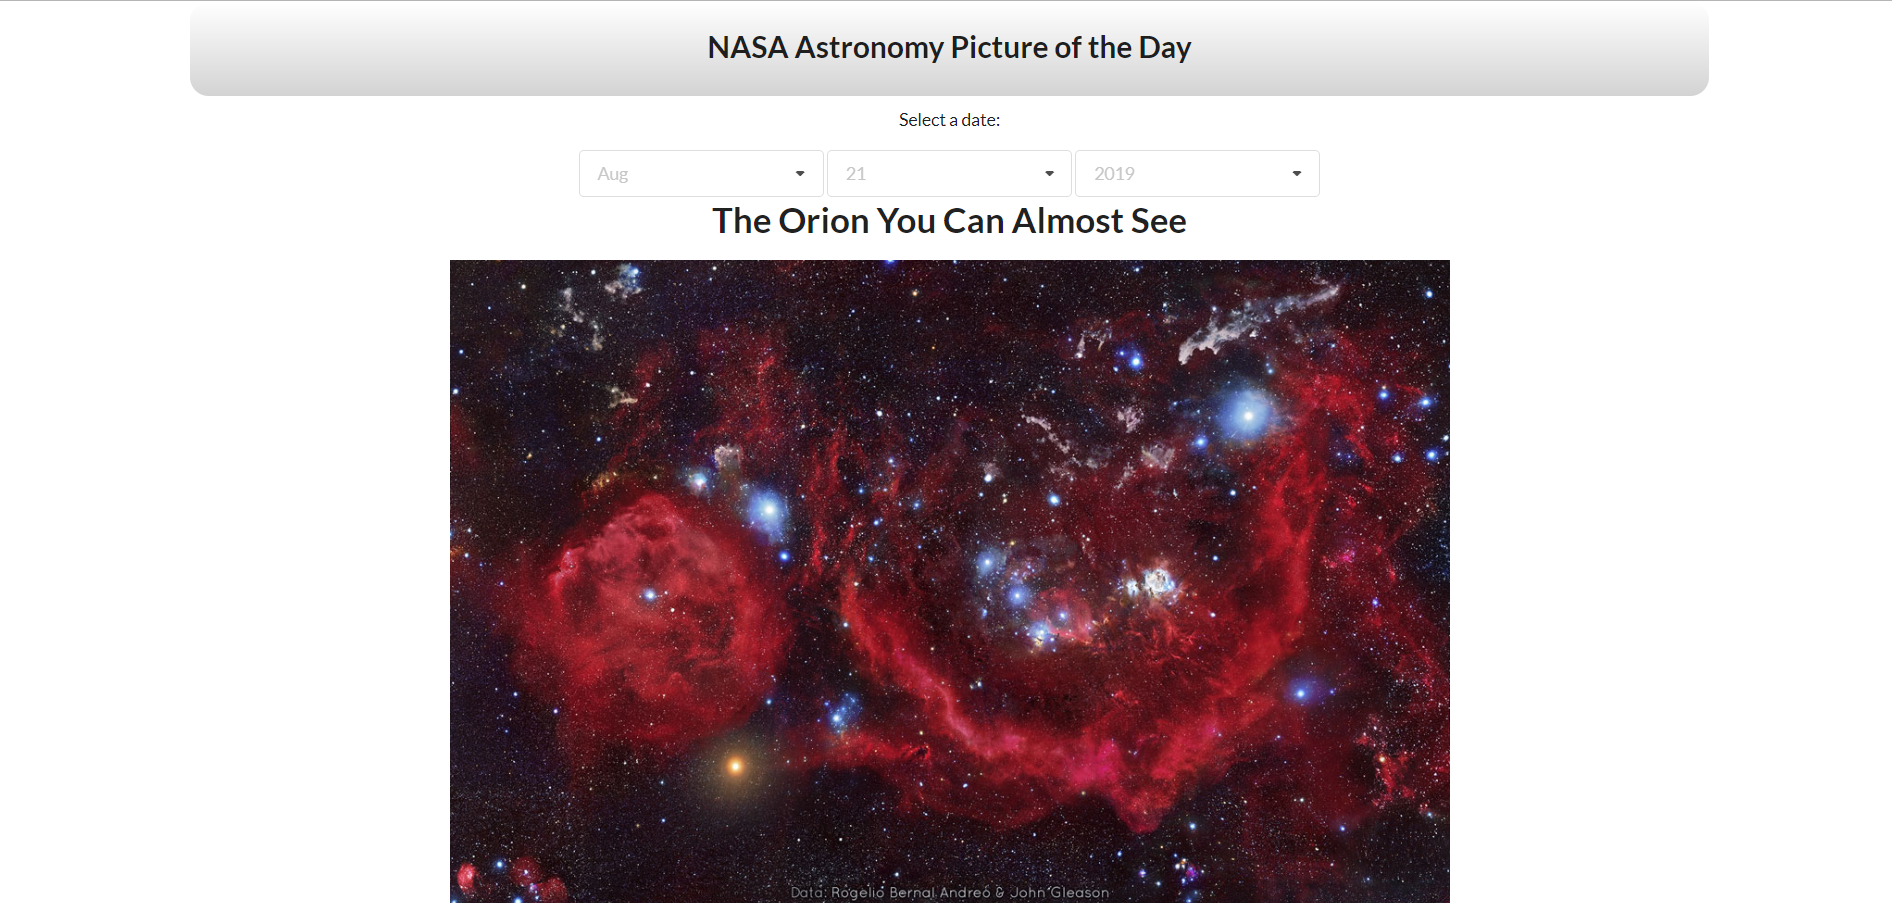 NASA Astronomy Picture of the Day
Select a date:
Aug 21 2019
The Orion You Can Almost See
Data: Rogelio Bernal Andreo & John Gleason